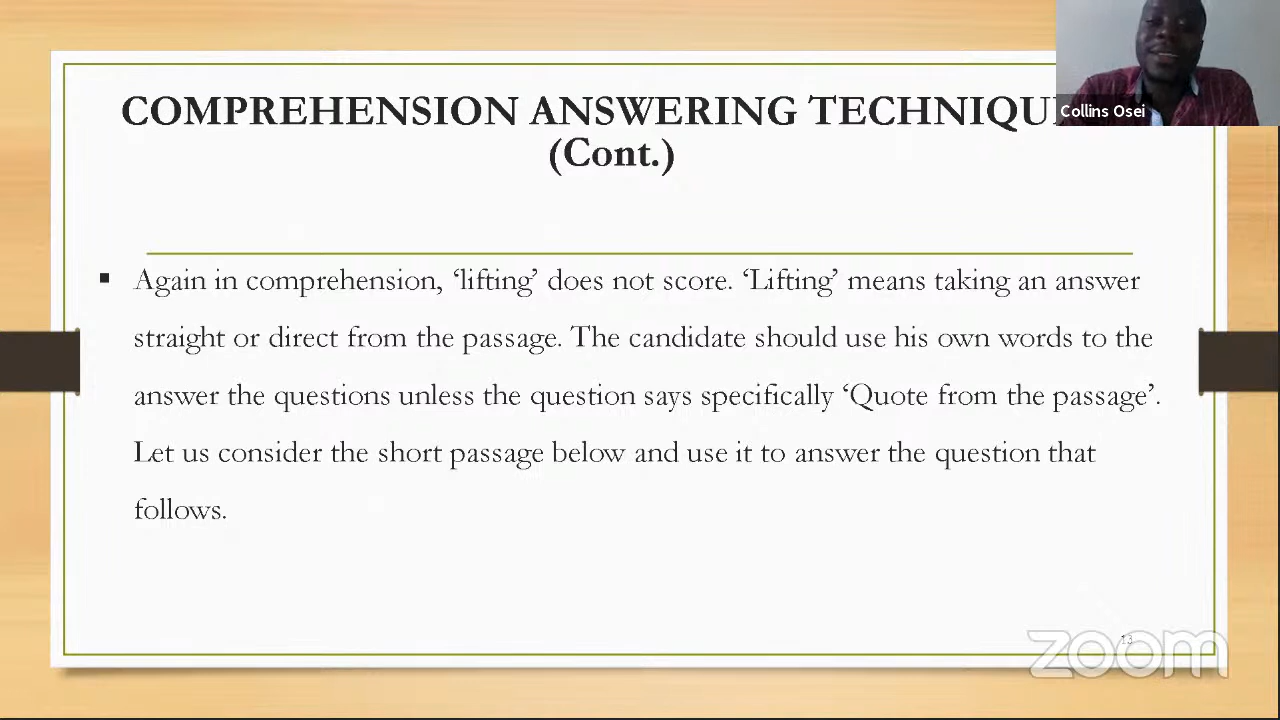 COMPREHENSION ANSWERING TECHNIQU
(Cont.)
Collins Osei
▪ Again in comprehension, ‘lifting’ does not score. ‘Lifting’ means taking an answer
straight or direct from the passage. The candidate should use his own words to the
answer the questions unless the question says specifically ‘Quote from the passage’.
Let us consider the short passage below and use it to answer the question that
follows.
13
zoom